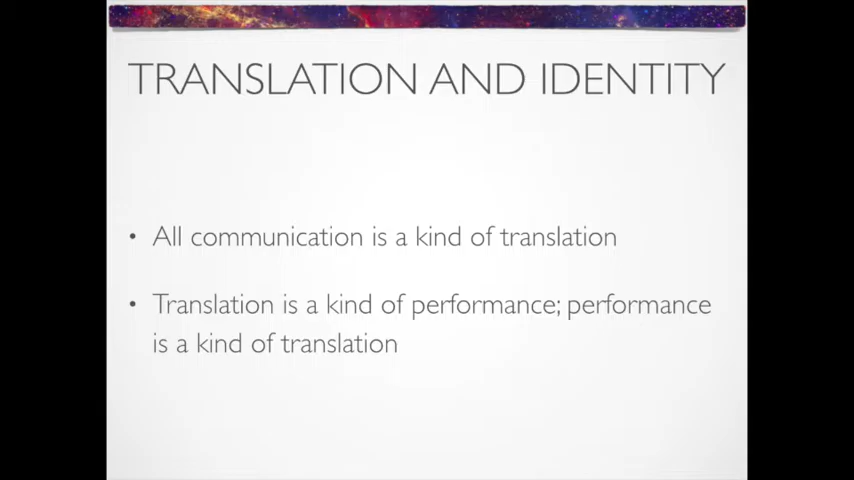 TRANSLATION AND IDENTITY
• All communication is a kind of translation
• Translation is a kind of performance; performance
is a kind of translation